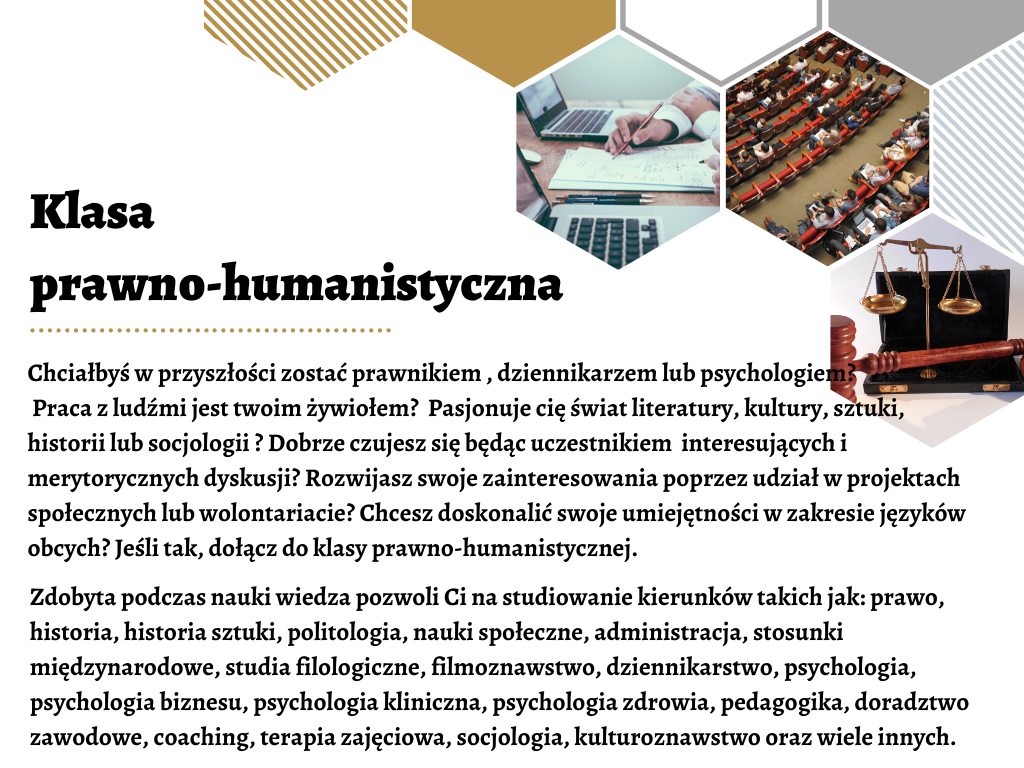 Klasa
prawno-humanistyczna
Chciałbyś w przyszłości zostać prawnikiem , dziennikarzem lub psychologiem?
Praca z ludźmi jest twoim żywiołem?  Pasjonuje cię świat literatury, kultury, sztuki,
historii lub socjologii ? Dobrze czujesz się będąc uczestnikiem  interesujących i
merytorycznych dyskusji? Rozwijasz swoje zainteresowania poprzez udział w projektach
społecznych lub wolontariacie? Chcesz doskonalić swoje umiejętności w zakresie języków
obcych? Jeśli tak, dołącz do klasy prawno-humanistycznej.
Zdobyta podczas nauki wiedza pozwoli Ci na studiowanie kierunków takich jak: prawo,
historia, historia sztuki, politologia, nauki społeczne, administracja, stosunki
międzynarodowe, studia filologiczne, filmoznawstwo, dziennikarstwo, psychologia,
psychologia biznesu, psychologia kliniczna, psychologia zdrowia, pedagogika, doradztwo
zawodowe, coaching, terapia zajęciowa, socjologia, kulturoznawstwo oraz wiele innych.